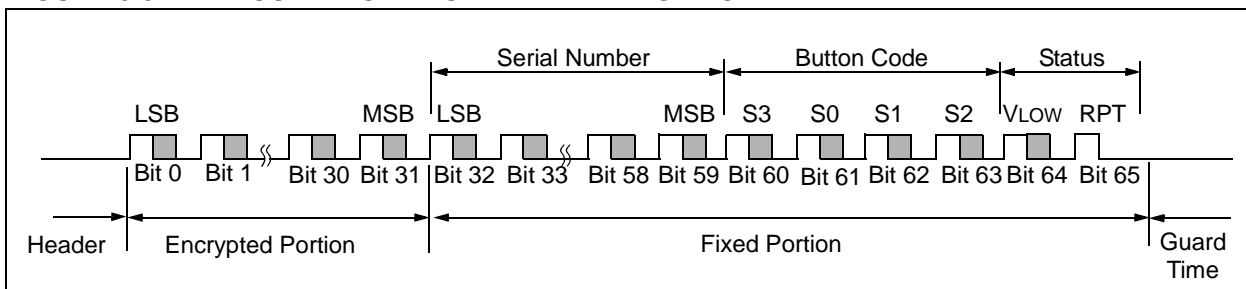 Serial Number Button Code Status
LSB MSB LSB MSB S3 S0 S1 S2 VLOW RPT
Bit 0 Bit 1 Bit 30 Bit 31 Bit 32 Bit 33 Bit 58 Bit 59 Bit 60 Bit 61 Bit 62 Bit 63 Bit 64 Bit 65
Header Encrypted Portion Fixed Portion Guard
Time